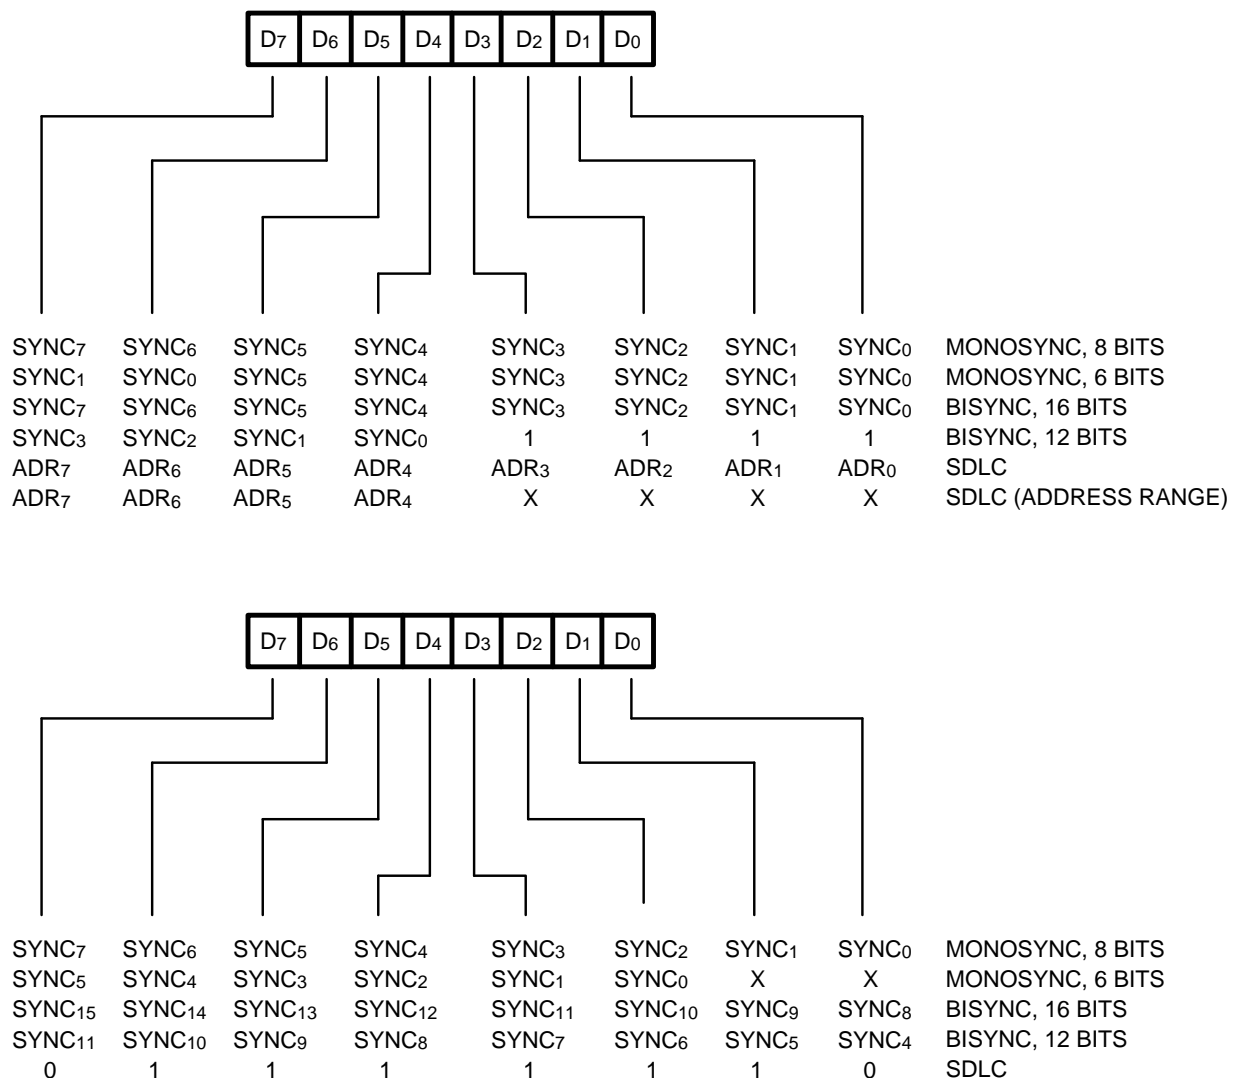 D7 D6 D5 D4 D3 D2 D1 D0
SYNC7 SYNC6 SYNC5 SYNC4 SYNC3 SYNC2 SYNC1 SYNC0 MONOSYNC, 8 BITS
SYNC1 SYNC0 SYNC5 SYNC4 SYNC3 SYNC2 SYNC1 SYNC0 MONOSYNC, 6 BITS
SYNC7 SYNC6 SYNC5 SYNC4 SYNC3 SYNC2 SYNC1 SYNC0 BISYNC, 16 BITS
SYNC3 SYNC2 SYNC1 SYNC0 1 1 1 1 BISYNC, 12 BITS
ADR7 ADR6 ADR5 ADR4 ADR3 ADR2 ADR1 ADR0 SDLC
ADR7 ADR6 ADR5 ADR4 X X X X SDLC (ADDRESS RANGE)
D7 D6 D5 D4 D3 D2 D1 D0
SYNC7 SYNC6 SYNC5 SYNC4 SYNC3 SYNC2 SYNC1 SYNC0 MONOSYNC, 8 BITS
SYNC5 SYNC4 SYNC3 SYNC2 SYNC1 SYNC0 X X MONOSYNC, 6 BITS
SYNC15 SYNC14 SYNC13 SYNC12 SYNC11 SYNC10 SYNC9 SYNC8 BISYNC, 16 BITS
SYNC11 SYNC10 SYNC9 SYNC8 SYNC7 SYNC6 SYNC5 SYNC4 BISYNC, 12 BITS
0 1 1 1 1 1 1 0 SDLC